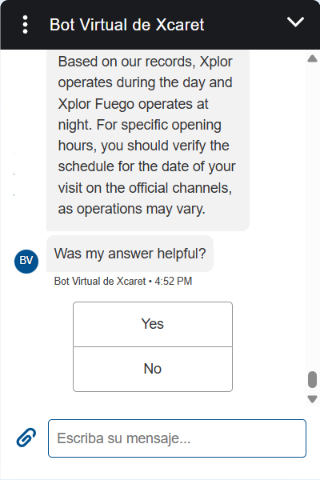 Bot Virtual de Xcaret
Based on our records, Xplor
operates during the day and
Xplor Fuego operates at
night. For specific opening
hours, you should verify the
schedule for the date of your
visit on the official channels,
as operations may vary.
Was my answer helpful?
BV
Bot Virtual de Xcaret • 4:52 PM
Yes
No
Escriba su mensaje...